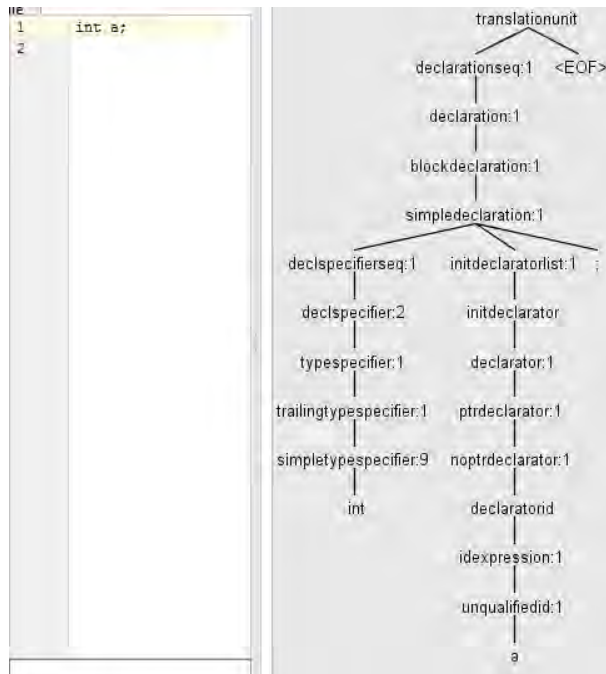 1 int a;
2
translationunit
declarationseq:1 <EOF>
declaration:1
blockdeclaration:1
simpledeclaration:1
declspecifierseq:1 initdeclaratorlist:1 ;
declspecifier:2 initdeclarator
typespecifier:1 declarator:1
trailingtypespecifier:1 ptrdeclarator:1
simpletypespecifier:9 noptrdeclarator:1
int declaratorid
idexpression:1
unqualifiedid:1
a